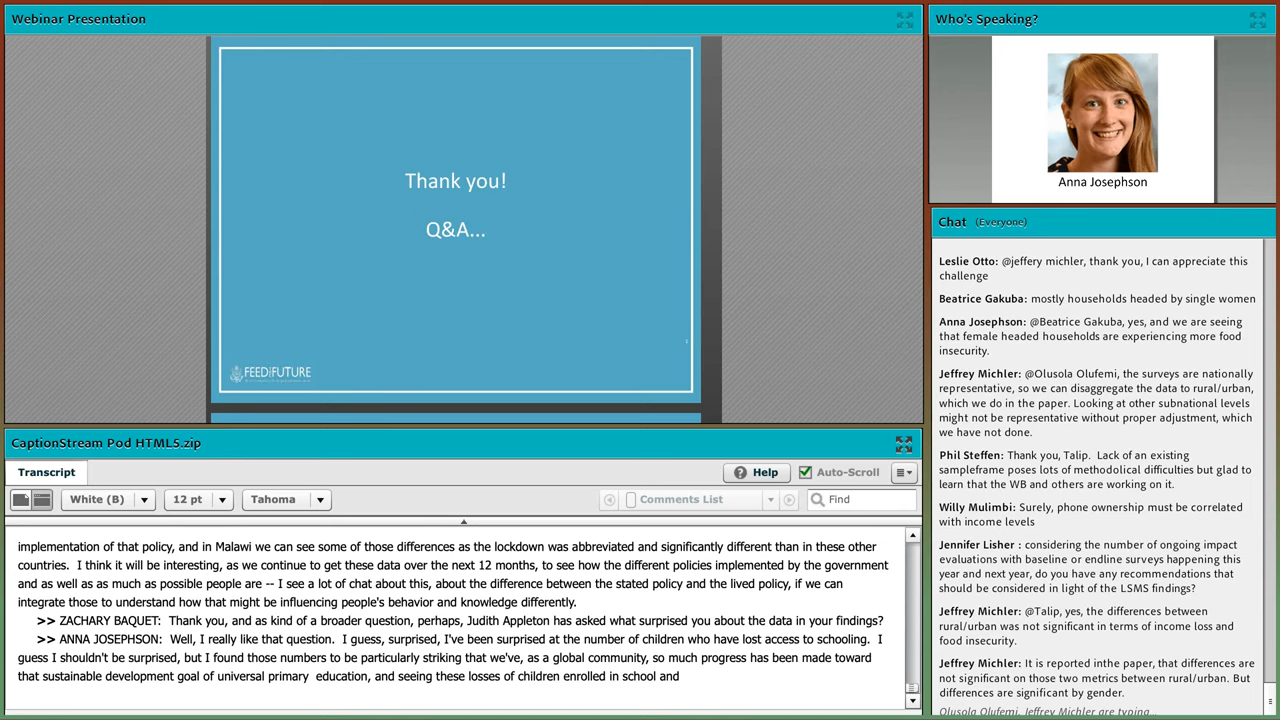 Webinar Presentation
Thank you!
Q&A...
FEED THE FUTURE
Who's Speaking?
Anna Josephson
CaptionStream Pod HTML5.zip
Transcript
Help
Auto-Scroll
White (B)
12 pt
Tahoma
Comments List
Find
implementation of that policy, and in Malawi we can see some of those differences as the lockdown was abbreviated and significantly different than in these other
countries.  I think it will be interesting, as we continue to get these data over the next 12 months, to see how the different policies implemented by the government
and as well as as much as possible people are -- I see a lot of chat about this, about the difference between the stated policy and the lived policy, if we can
integrate those to understand how that might be influencing people's behavior and knowledge differently.
>> ZACHARY BAQUET:  Thank you, and as kind of a broader question, perhaps, Judith Appleton has asked what surprised you about the data in your findings?
>> ANNA JOSEPHSON:  Well, I really like that question.  I guess, surprised, I've been surprised at the number of children who have lost access to schooling.  I
guess I shouldn't be surprised, but I found those numbers to be particularly striking that we've, as a global community, so much progress has been made toward
that sustainable development goal of universal primary  education, and seeing these losses of children enrolled in school and
Chat (Everyone)
Leslie Otto: @jeffery michler, thank you, I can appreciate this
challenge
Beatrice Gakuba: mostly households headed by single women
Anna Josephson: @Beatrice Gakuba, yes, and we are seeing
that female headed households are experiencing more food
insecurity.
Jeffrey Michler: @Olusola Olufemi, the surveys are nationally
representative, so we can disaggregate the data to rural/urban,
which we do in the paper. Looking at other subnational levels
might not be representative without proper adjustment, which
we have not done.
Phil Steffen: Thank you, Talip.  Lack of an existing
sampleframe poses lots of methodolical difficulties but glad to
learn that the WB and others are working on it.
Willy Mulimbi: Surely, phone ownership must be correlated
with income levels
Jennifer Lisher : considering the number of ongoing impact
evaluations with baseline or endline surveys happening this
year and next year, do you have any recommendations that
should be considered in light of the LSMS findings?
Jeffrey Michler: @Talip, yes, the differences between
rural/urban was not significant in terms of income loss and
food insecurity.
Jeffrey Michler: It is reported inthe paper, that differences are
not significant on those two metrics between rural/urban. But
differences are significant by gender.
Olusola Olufemi, Jeffrey Michler are typing...